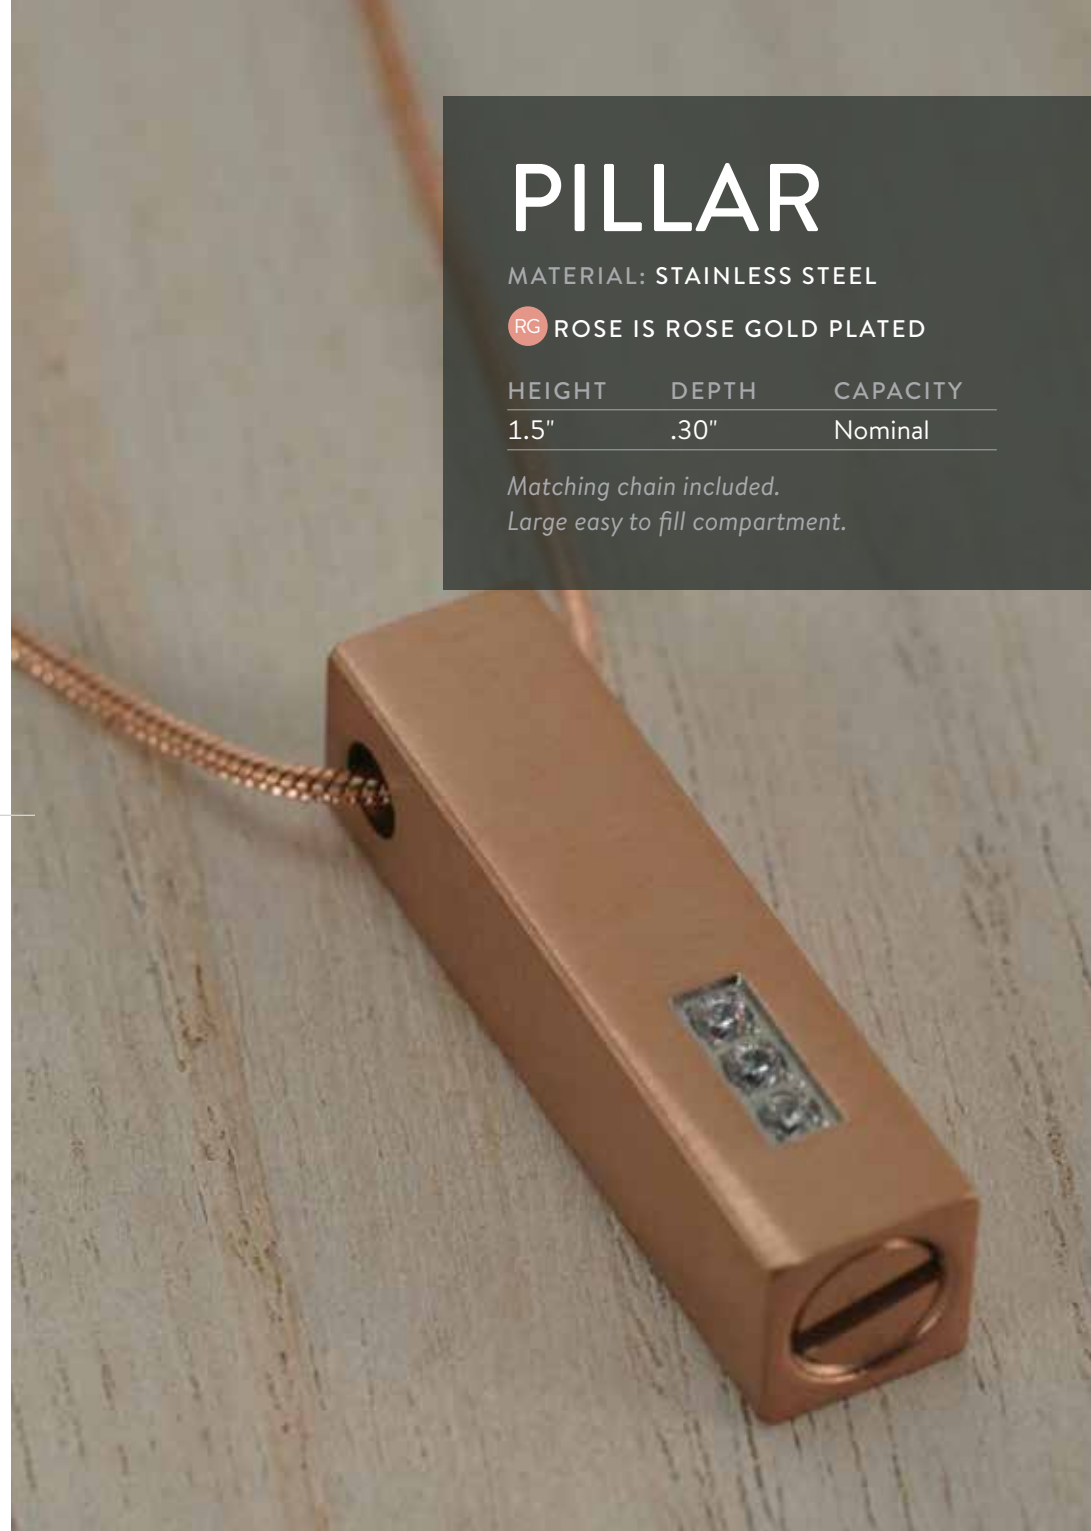 PILLAR
MATERIAL: STAINLESS STEEL
RG ROSE IS ROSE GOLD PLATED
HEIGHT DEPTH CAPACITY
1.5" .30" Nominal
Matching chain included.
Large easy to fill compartment.